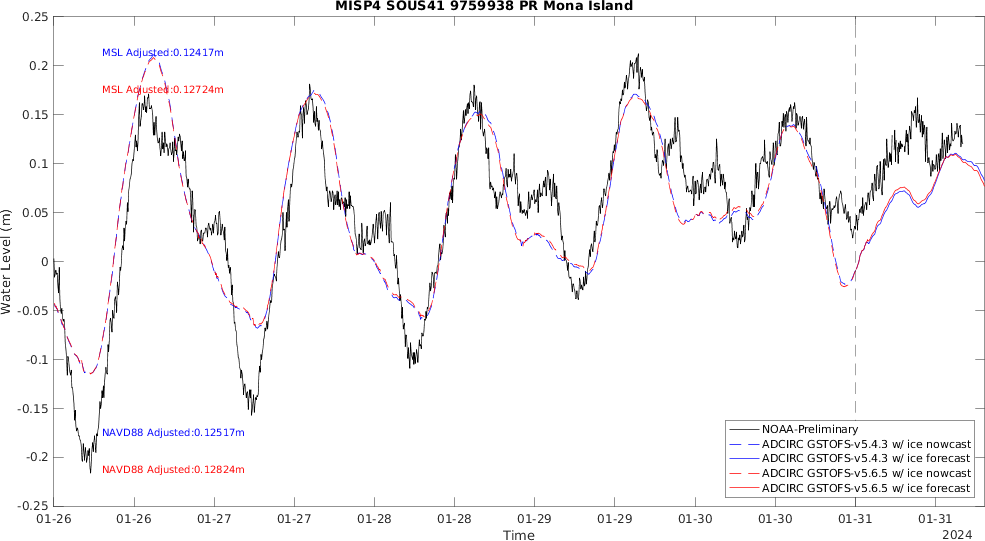 MISP4 SOUS41 9759938 PR Mona Island
0.25
0.2
0.15
0.1
0.05
0
-0.05
-0.1
-0.15
-0.2
-0.25
Water Level (m)
MSL Adjusted:0.12417m
MSL Adjusted:0.12724m
NAVD88 Adjusted:0.12517m
NAVD88 Adjusted:0.12824m
NOAA-Preliminary
ADCIRC GSTOFS-v5.4.3 w/ ice nowcast
ADCIRC GSTOFS-v5.4.3 w/ ice forecast
ADCIRC GSTOFS-v5.6.5 w/ ice nowcast
ADCIRC GSTOFS-v5.6.5 w/ ice forecast
01-26 01-26 01-27 01-27 01-28 01-28 01-29 01-29 01-30 01-30 01-31 01-31
Time
2024